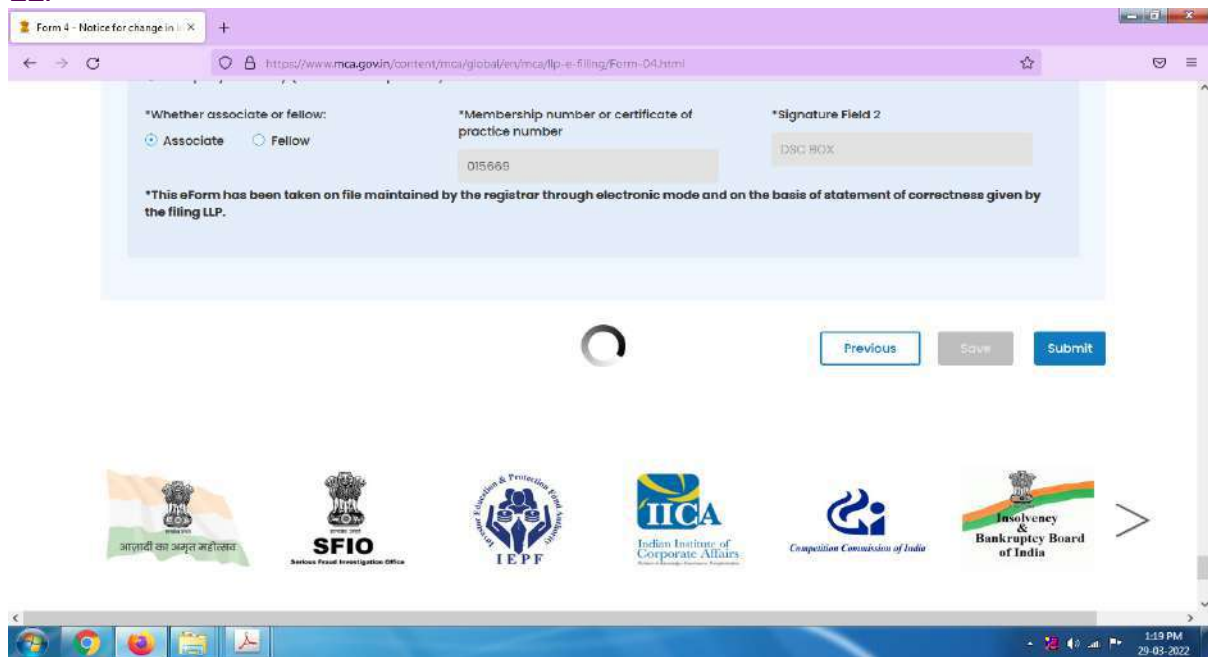 Form 4 - Notice for change in
https://www.mca.gov.in/content/mca/global/en/mca/llp-e-filing/Form-04.html
*Whether associate or fellow:
Associate
Fellow
*Membership number or certificate of
practice number
015669
*Signature Field 2
DSC BOX
*This eForm has been taken on file maintained by the registrar through electronic mode and on the basis of statement of correctness given by
the filing LLP.
Previous
Save
Submit
आज़ादी का अमृत महोत्सव
SFIO
Serious Fraud Investigation Office
Investor Education & Protection Fund Authority
IEPF
IICA
Indian Institute of
Corporate Affairs
Competition Commission of India
Insolvency
&
Bankruptcy Board
of India
1:19 PM
29-03-2022